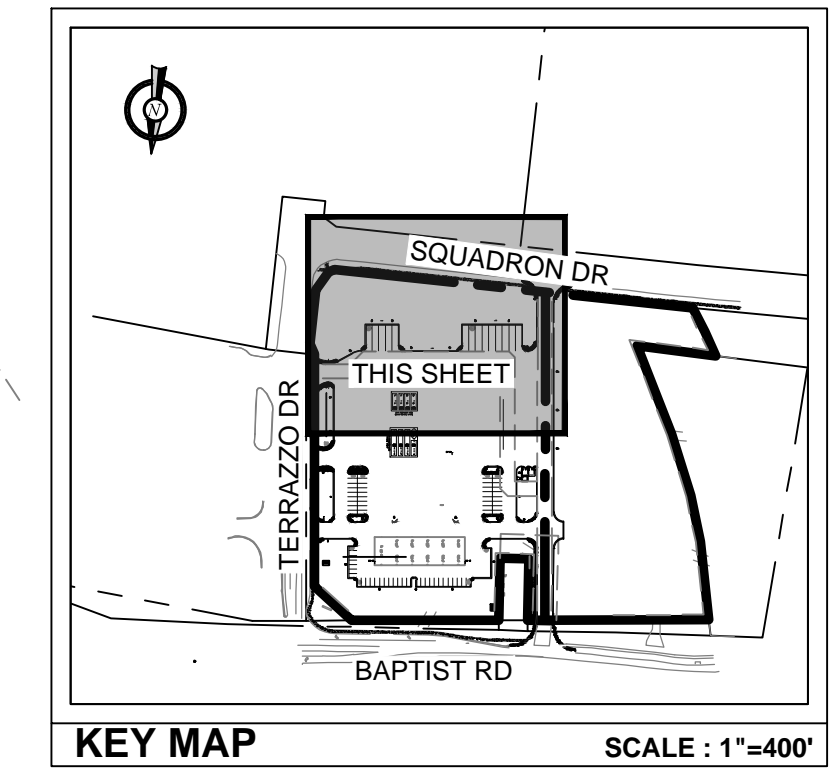 N
SQUADRON DR
THIS SHEET
TERRAZZO DR
BAPTIST RD
KEY MAP
SCALE : 1"=400'